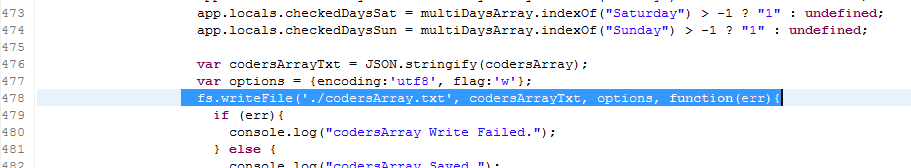 473 app.locals.checkedDaysSat = multiDaysArray.indexOf("Saturday") > -1 ? "1" : undefined;
474 app.locals.checkedDaysSun = multiDaysArray.indexOf("Sunday") > -1 ? "1" : undefined;
475
476 var codersArrayTxt = JSON.stringify(codersArray);
477 var options = {encoding:'utf8', flag:'w'};
478 fs.writeFile('./codersArray.txt', codersArrayTxt, options, function(err){
479 if (err){
480 console.log("codersArray Write Failed.");
481 } else {
482 console.log("codersArray Saved.");